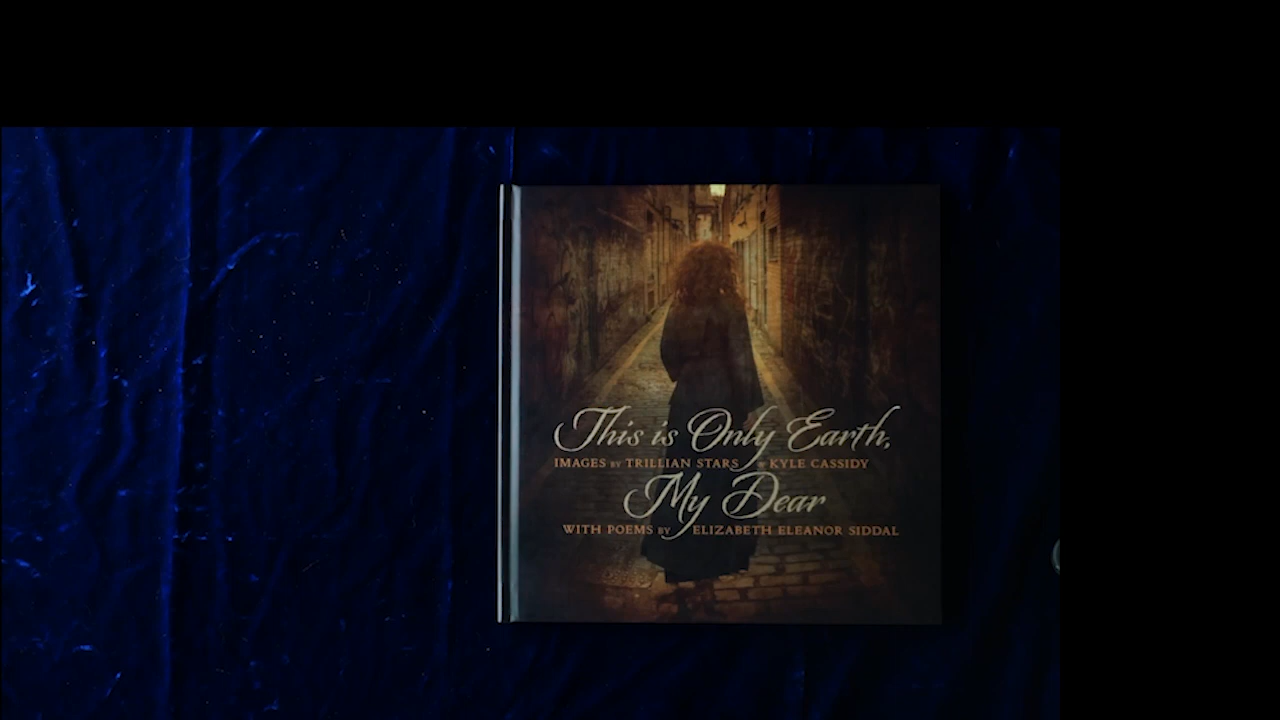 This is Only Earth,
IMAGES BY TRILLIAN STARS & KYLE CASSIDY
My Dear
WITH POEMS BY ELIZABETH ELEANOR SIDDAL